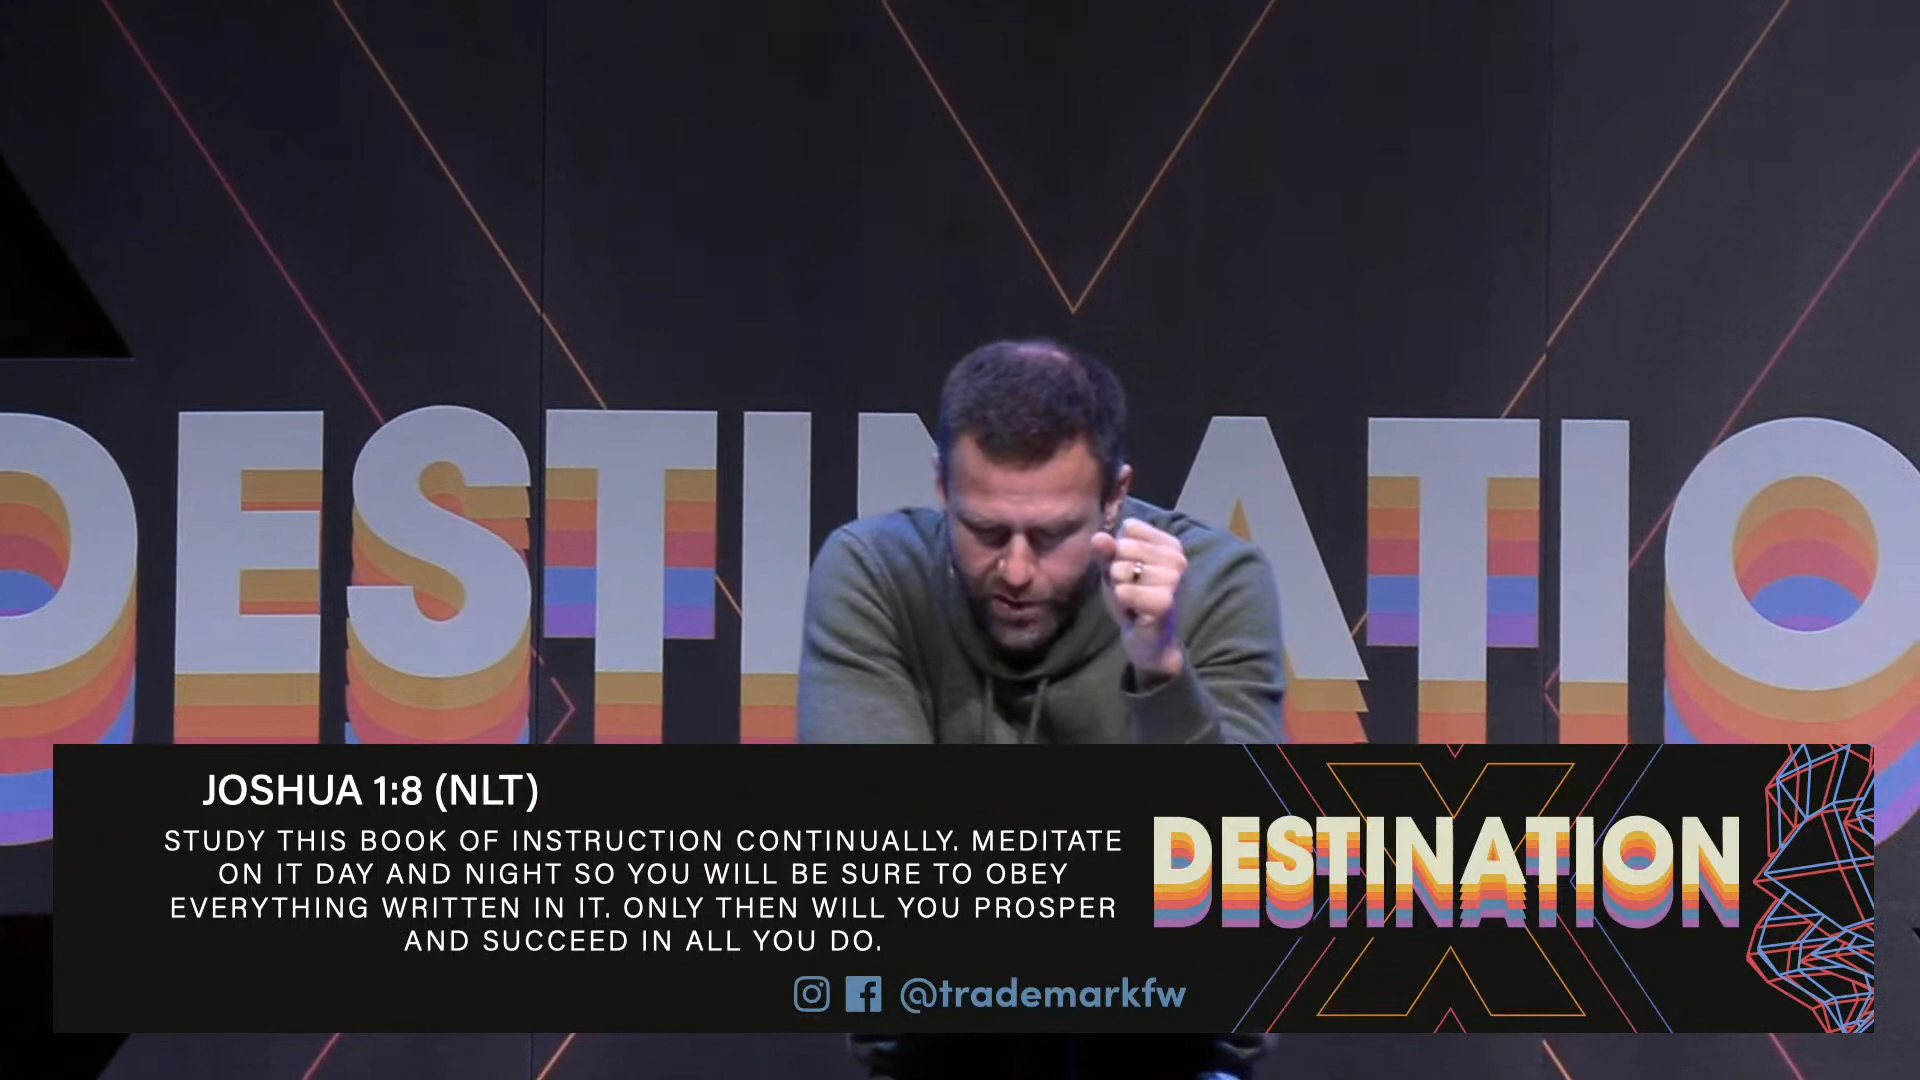 DESTINATIO
JOSHUA 1:8 (NLT)
STUDY THIS BOOK OF INSTRUCTION CONTINUALLY. MEDITATE
ON IT DAY AND NIGHT SO YOU WILL BE SURE TO OBEY
EVERYTHING WRITTEN IN IT. ONLY THEN WILL YOU PROSPER
AND SUCCEED IN ALL YOU DO.
@trademarkfw
DESTINATION